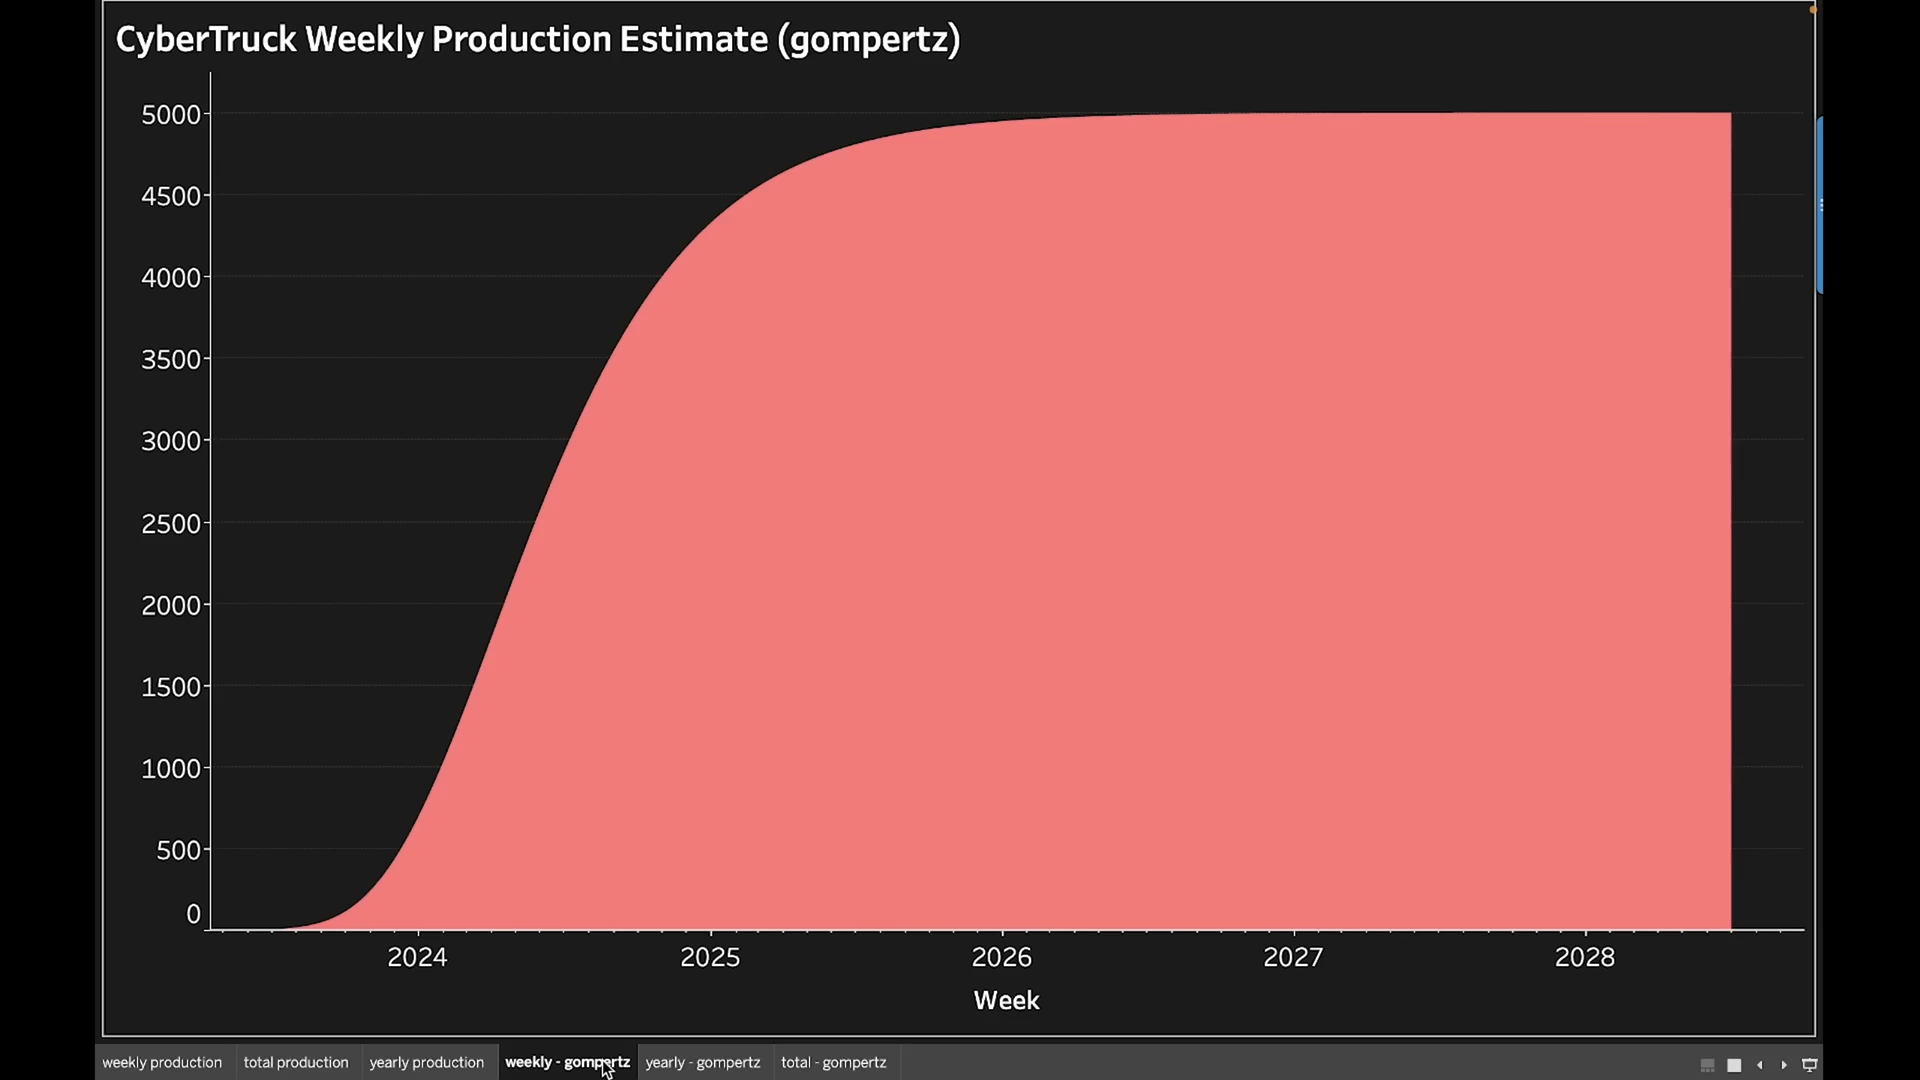 CyberTruck Weekly Production Estimate (gompertz)
5000
4500
4000
3500
3000
2500
2000
1500
1000
500
0
2024 2025 2026 2027 2028
Week
weekly production total production yearly production weekly - gompertz yearly - gompertz total - gompertz